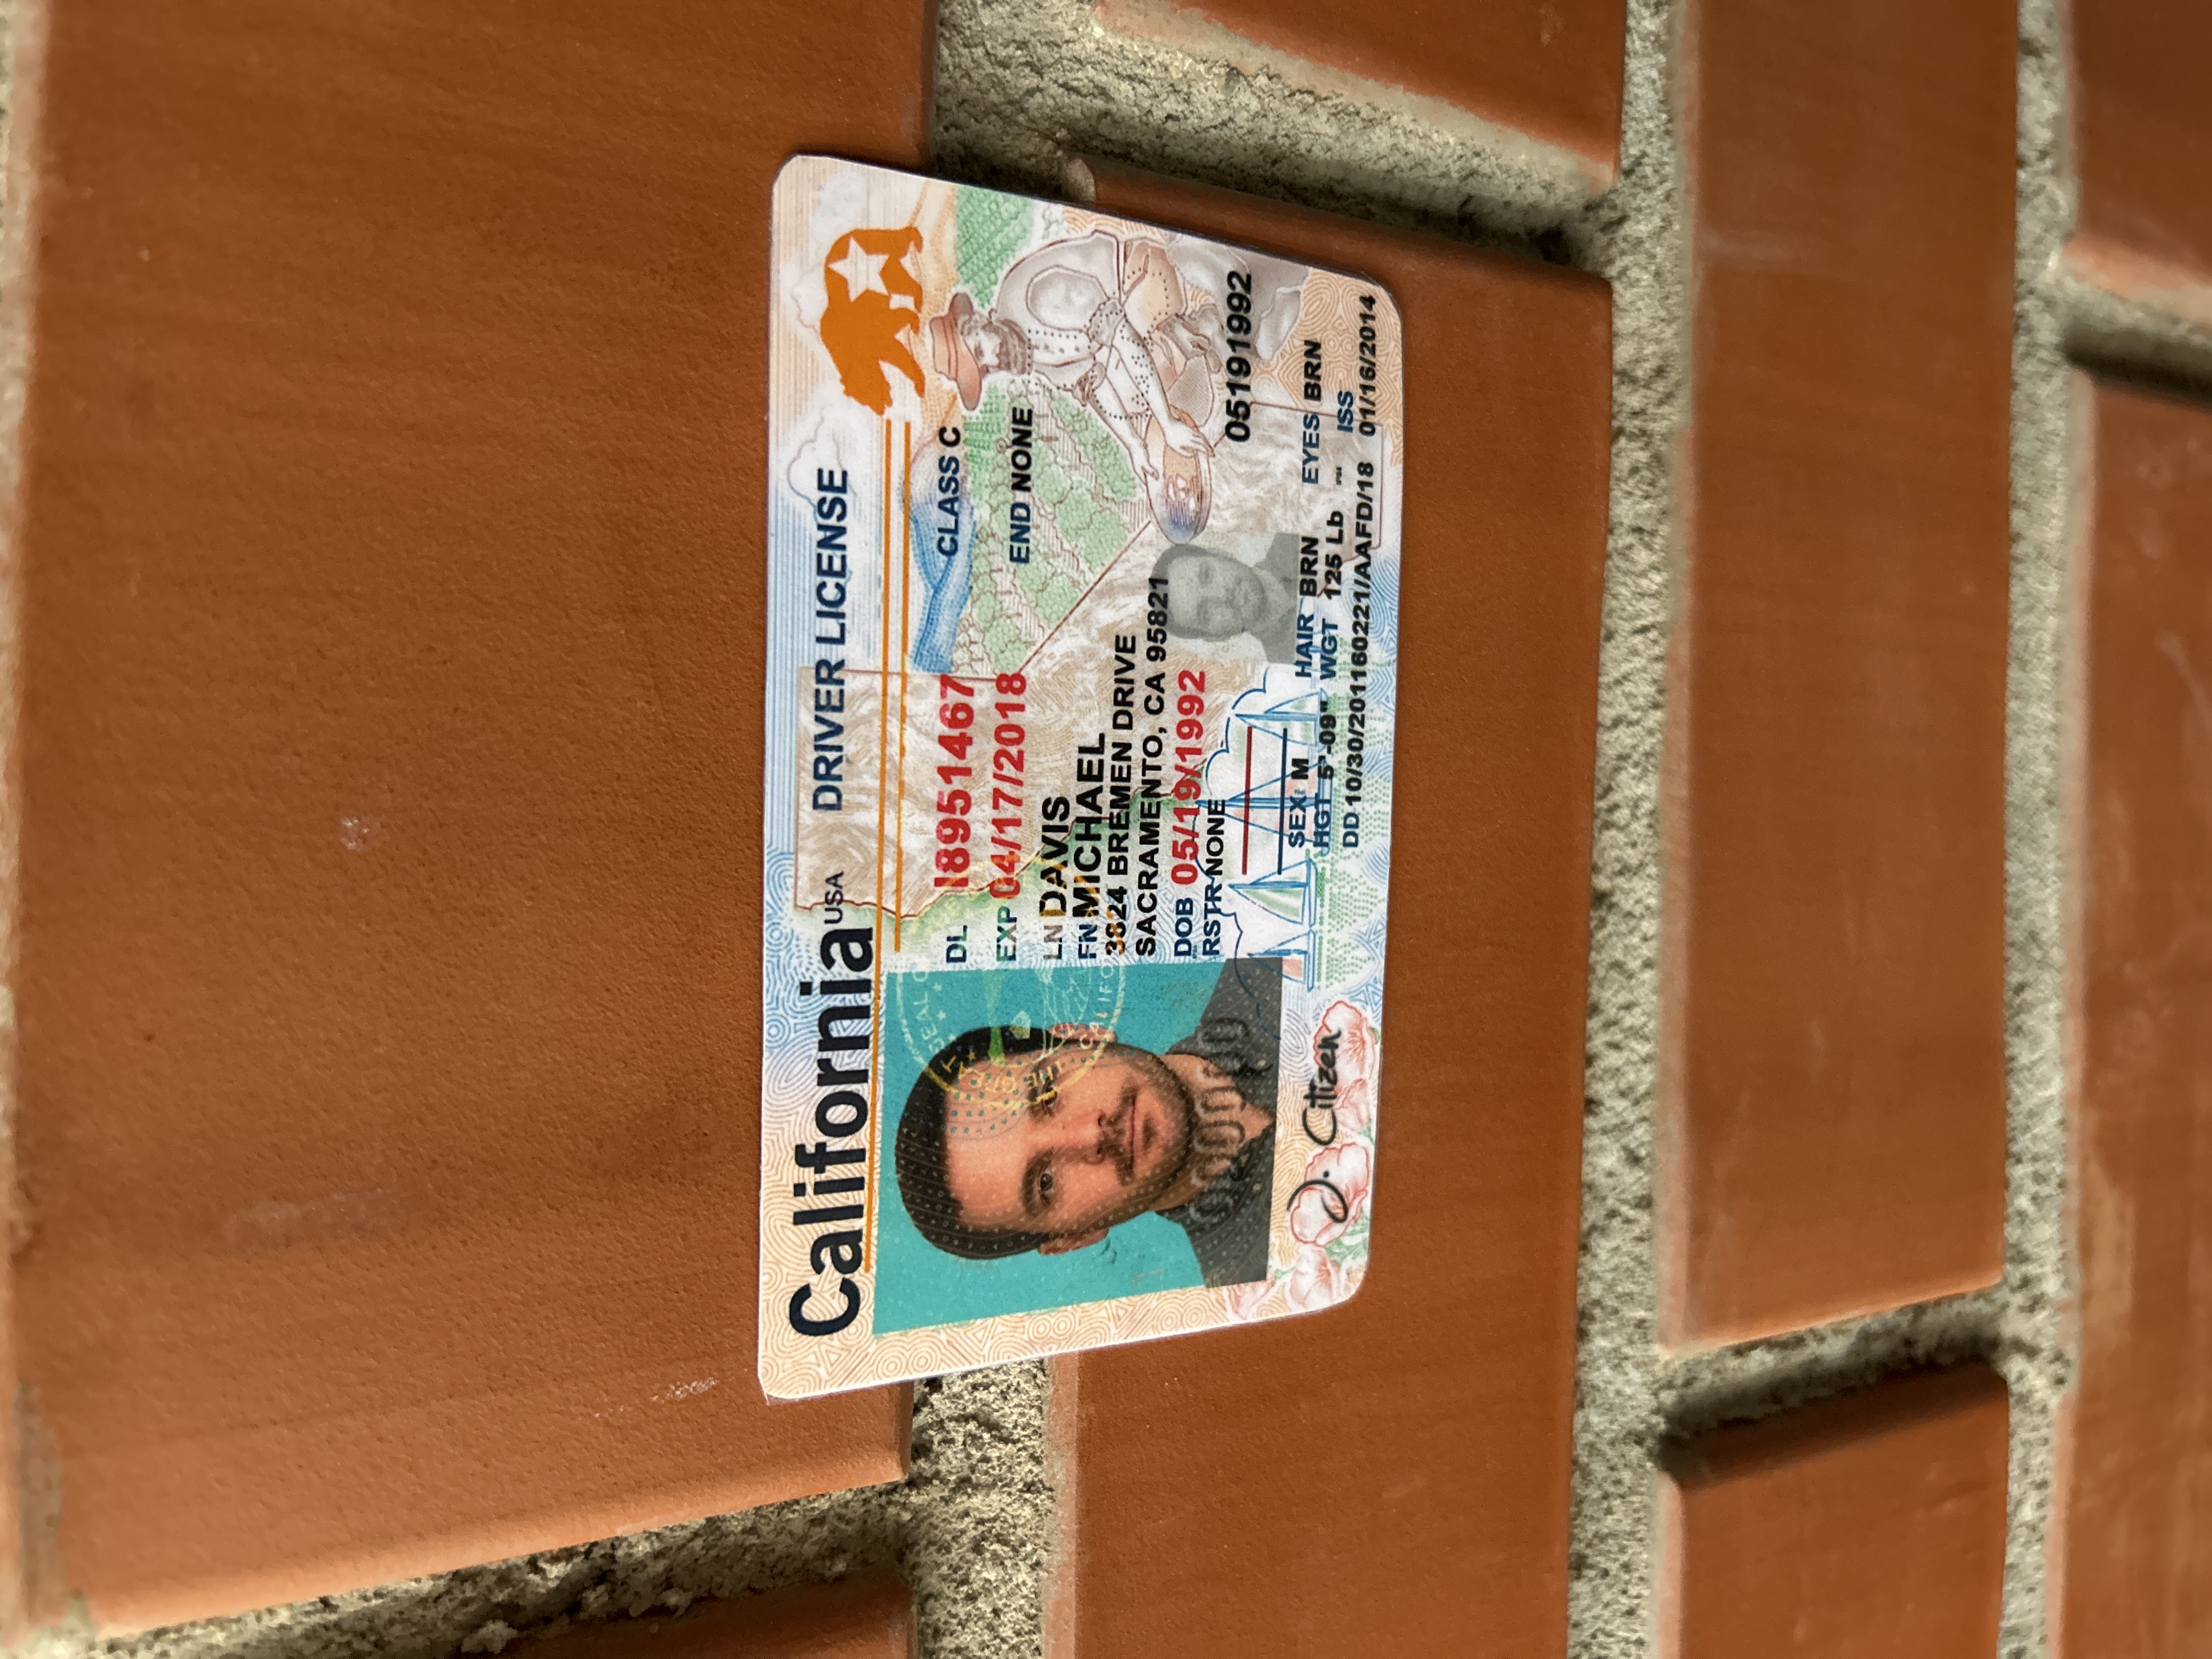 California USA DRIVER LICENSE
DL I8951467 CLASS C
EXP 04/17/2018 END NONE
LN DAVIS
FN MICHAEL
3824 BREMEN DRIVE
SACRAMENTO, CA 95821
DOB 05/19/1992
RSTR NONE
05191992
SEX M HAIR BRN EYES BRN
HGT 5'-09" WGT 125 Lb ISS
DD 10/30/201160221/AAFD/18 01/16/2014
J. Citizen